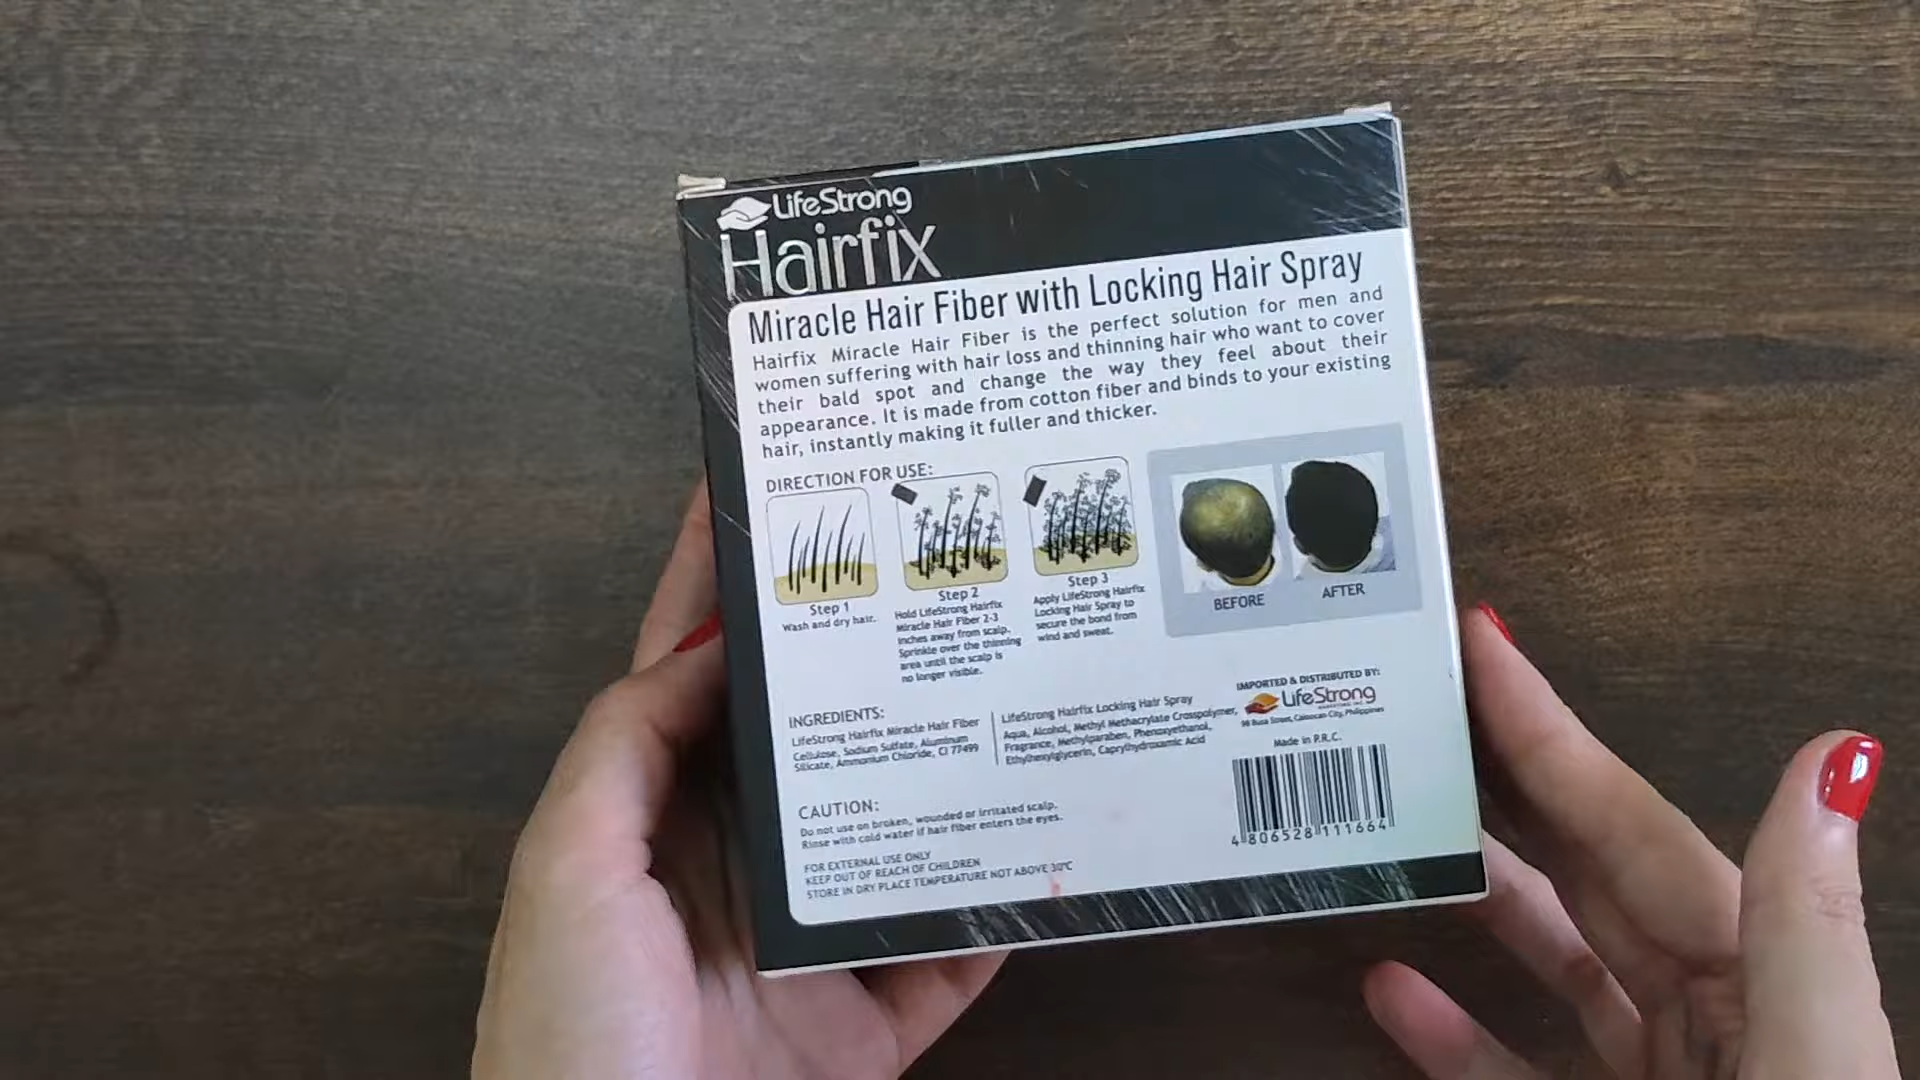 LifeStrong
Hairfix
Miracle Hair Fiber with Locking Hair Spray
Hairfix Miracle Hair Fiber is the perfect solution for men and
women suffering with hair loss and thinning hair who want to cover
their bald spot and change the way they feel about their
appearance. It is made from cotton fiber and binds to your existing
hair, instantly making it fuller and thicker.
DIRECTION FOR USE:
Step 1
Wash and dry hair.
Step 2
Hold LifeStrong Hairfix
Miracle Hair Fiber 2-3
inches away from scalp.
Sprinkle over the thinning
area until the scalp is
no longer visible.
Step 3
Apply LifeStrong Hairfix
Locking Hair Spray to
secure the bond from
wind and sweat.
BEFORE
AFTER
INGREDIENTS:
LifeStrong Hairfix Miracle Hair Fiber
Cellulose, Sodium Sulfate, Aluminum
Silicate, Ammonium Chloride, CI 77499
LifeStrong Hairfix Locking Hair Spray
Aqua, Alcohol, Methyl Methacrylate Crosspolymer,
Fragrance, Methylparaben, Phenoxyethanol,
Ethylhexylglycerin, Caprylhydroxamic Acid
IMPORTED & DISTRIBUTED BY:
LifeStrong
MARKETING INC.
98 Busa Street, Caloocan City, Philippines
Made in P.R.C.
4 806528 111664
CAUTION:
Do not use on broken, wounded or irritated scalp.
Rinse with cold water if hair fiber enters the eyes.
FOR EXTERNAL USE ONLY
KEEP OUT OF REACH OF CHILDREN
STORE IN DRY PLACE TEMPERATURE NOT ABOVE 30°C